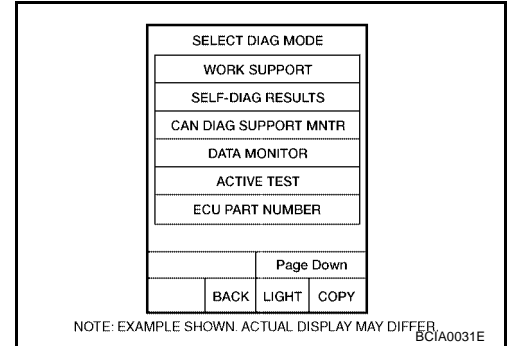 SELECT DIAG MODE
WORK SUPPORT
SELF-DIAG RESULTS
CAN DIAG SUPPORT MNTR
DATA MONITOR
ACTIVE TEST
ECU PART NUMBER
Page Down
BACK LIGHT COPY
NOTE: EXAMPLE SHOWN. ACTUAL DISPLAY MAY DIFFER.
BCIA0031E